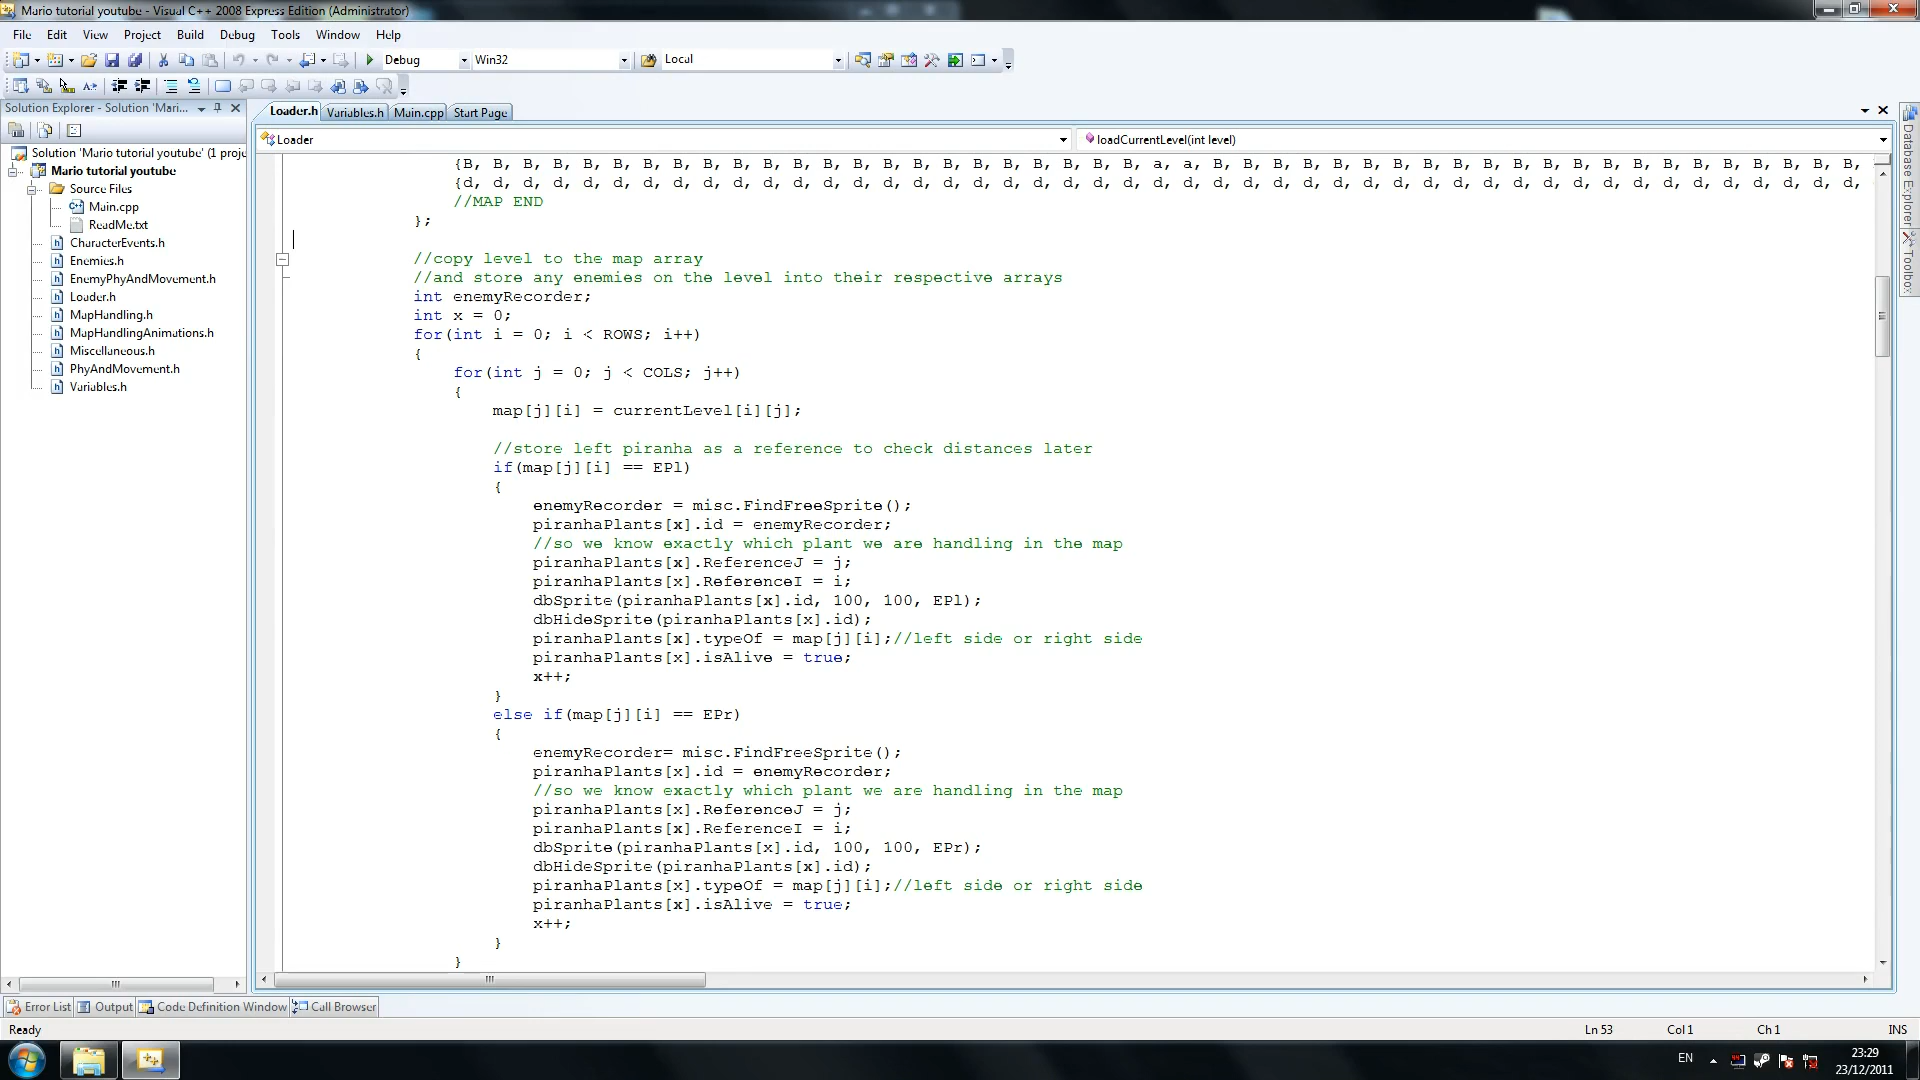 Mario tutorial youtube - Visual C++ 2008 Express Edition (Administrator)
File Edit View Project Build Debug Tools Window Help
Debug Win32 Local
Solution Explorer - Solution 'Mari...
Loader.h Variables.h Main.cpp Start Page
Loader loadCurrentLevel(int level)
Solution 'Mario tutorial youtube' (1 proje
Mario tutorial youtube
Source Files
Main.cpp
ReadMe.txt
CharacterEvents.h
Enemies.h
EnemyPhyAndMovement.h
Loader.h
MapHandling.h
MapHandlingAnimations.h
Miscellaneous.h
PhyAndMovement.h
Variables.h
{B, B, B, B, B, B, B, B, B, B, B, B, B, B, B, B, B, B, B, B, B, B, B, a, a, B, B, B, B, B, B, B, B, B, B, B, B, B, B, B, B, B, B, B, B, B, B,
{d, d, d, d, d, d, d, d, d, d, d, d, d, d, d, d, d, d, d, d, d, d, d, d, d, d, d, d, d, d, d, d, d, d, d, d, d, d, d, d, d, d, d, d, d, d, d,
//MAP END
};
//copy level to the map array
//and store any enemies on the level into their respective arrays
int enemyRecorder;
int x = 0;
for(int i = 0; i < ROWS; i++)
{
for(int j = 0; j < COLS; j++)
{
map[j][i] = currentLevel[i][j];
//store left piranha as a reference to check distances later
if(map[j][i] == EPl)
{
enemyRecorder = misc.FindFreeSprite();
piranhaPlants[x].id = enemyRecorder;
//so we know exactly which plant we are handling in the map
piranhaPlants[x].ReferenceJ = j;
piranhaPlants[x].ReferenceI = i;
dbSprite(piranhaPlants[x].id, 100, 100, EPl);
dbHideSprite(piranhaPlants[x].id);
piranhaPlants[x].typeOf = map[j][i];//left side or right side
piranhaPlants[x].isAlive = true;
x++;
}
else if(map[j][i] == EPr)
{
enemyRecorder= misc.FindFreeSprite();
piranhaPlants[x].id = enemyRecorder;
//so we know exactly which plant we are handling in the map
piranhaPlants[x].ReferenceJ = j;
piranhaPlants[x].ReferenceI = i;
dbSprite(piranhaPlants[x].id, 100, 100, EPr);
dbHideSprite(piranhaPlants[x].id);
piranhaPlants[x].typeOf = map[j][i];//left side or right side
piranhaPlants[x].isAlive = true;
x++;
}
}
Database Explorer
Toolbox
Error List Output Code Definition Window Call Browser
Ready Ln 53 Col 1 Ch 1 INS
EN 23:29
23/12/2011